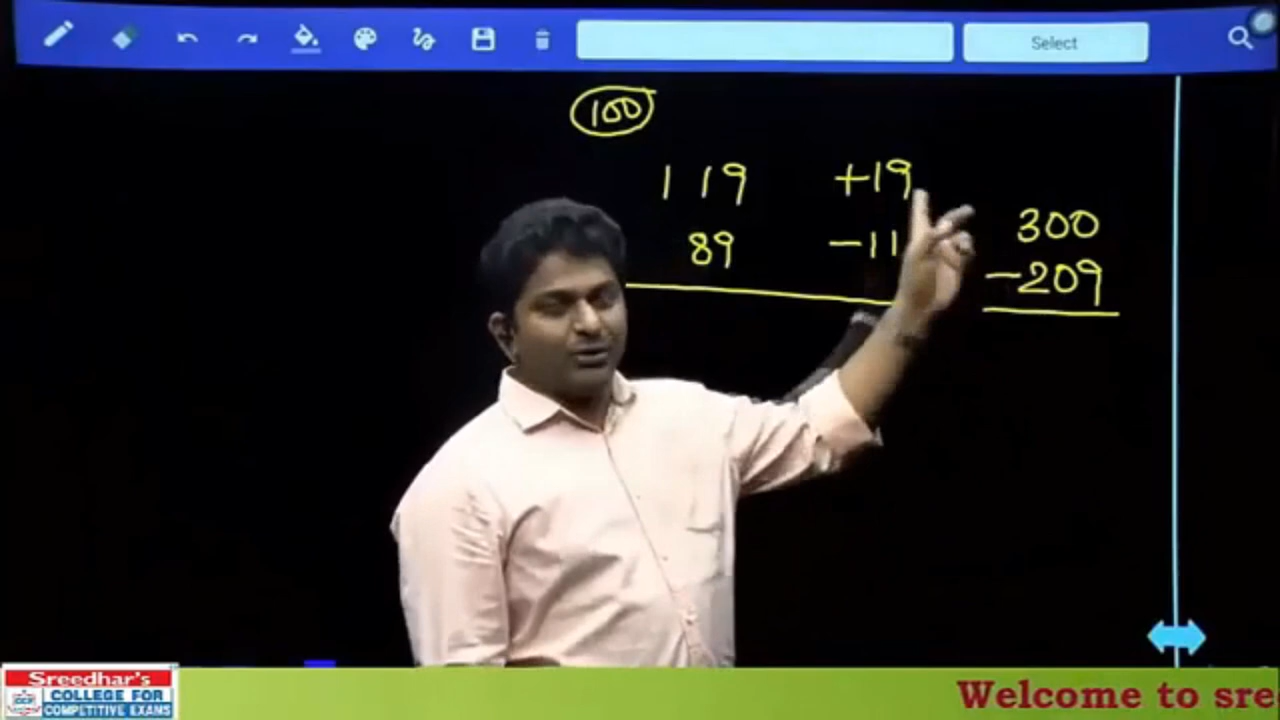 Select
100
119 +19
89 -11
300
-209
Sreedhar's
COLLEGE FOR
COMPETITIVE EXAMS
Welcome to sre